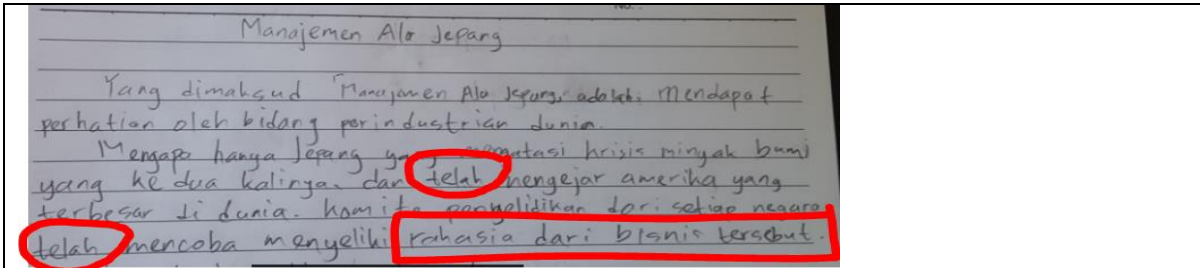 No.:
Manajemen Ala Jepang
Yang dimaksud "Manajemen Ala Jepang, adalah, Mendapat
perhatian oleh bidang perindustrian dunia.
Mengapa hanya Jepang yang mengatasi krisis minyak bumi
yang ke dua kalinya. dan telah mengejar amerika yang
terbesar di dunia. komite penyelidikan dari setiap negara
telah mencoba menyeliki rahasia dari bisnis tersebut.